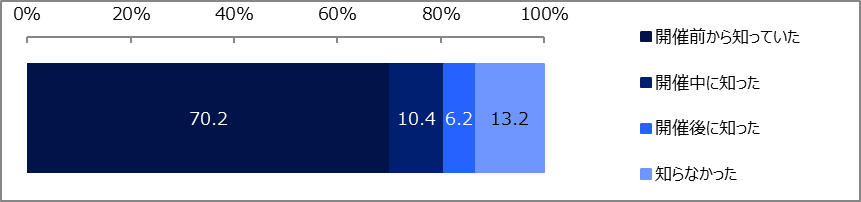 0% 20% 40% 60% 80% 100%
70.2 10.4 6.2 13.2
開催前から知っていた
開催中に知った
開催後に知った
知らなかった